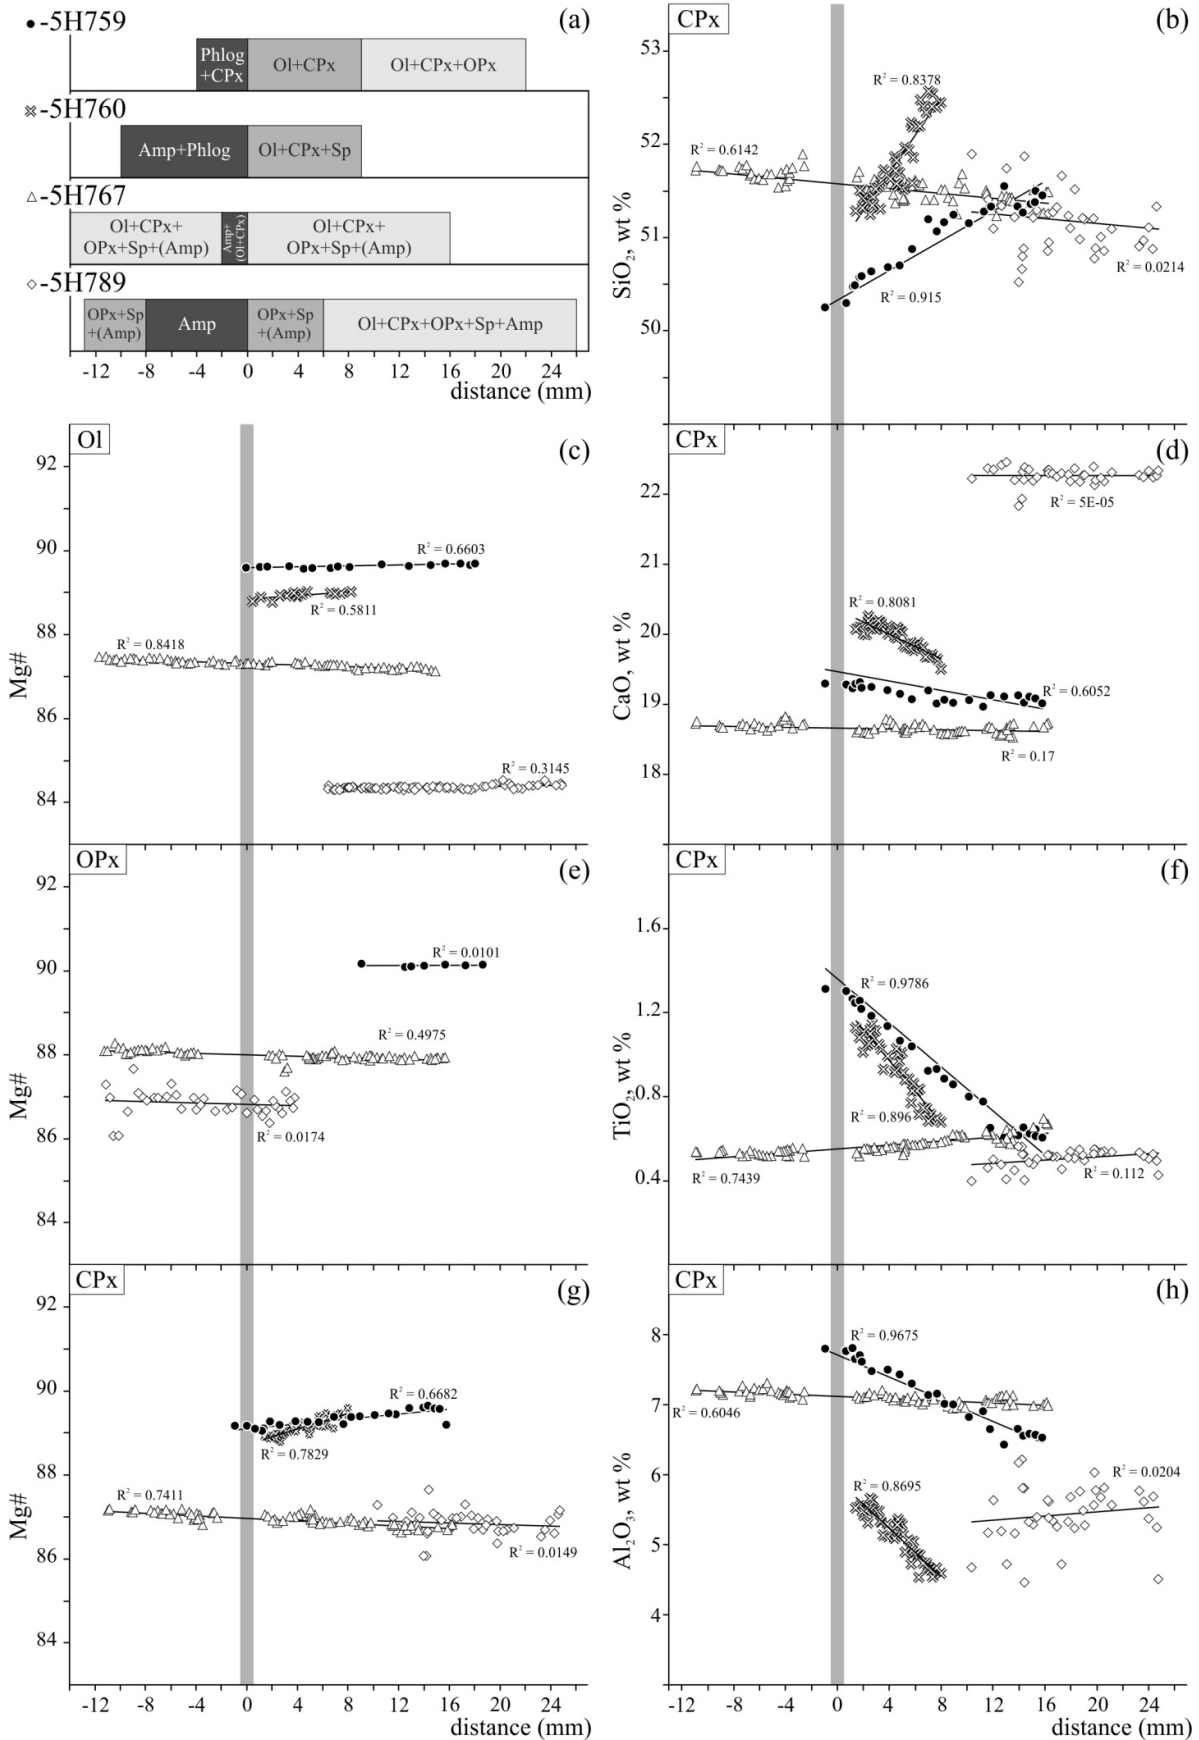 (a)
●-5H759
Phlog
+CPx
Ol+CPx
Ol+CPx+OPx
-5H760
Amp+Phlog
Ol+CPx+Sp
△-5H767
Ol+CPx+
OPx+Sp+(Amp)
Amp+
(Ol+CPx)
Ol+CPx+
OPx+Sp+(Amp)
◇-5H789
OPx+Sp
+(Amp)
Amp
OPx+Sp
+(Amp)
Ol+CPx+OPx+Sp+Amp
-12 -8 -4 0 4 8 12 16 20 24
distance (mm)
CPx
(b)
SiO₂, wt %
53
52
51
50
R² = 0.8378
R² = 0.6142
R² = 0.0214
R² = 0.915
Ol
(c)
Mg#
92
90
88
86
84
R² = 0.6603
R² = 0.5811
R² = 0.8418
R² = 0.3145
CPx
(d)
CaO, wt %
22
21
20
19
18
R² = 5E-05
R² = 0.8081
R² = 0.6052
R² = 0.17
OPx
(e)
Mg#
92
90
88
86
84
R² = 0.0101
R² = 0.4975
R² = 0.0174
CPx
(f)
TiO₂, wt %
1.6
1.2
0.8
0.4
R² = 0.9786
R² = 0.896
R² = 0.7439
R² = 0.112
CPx
(g)
Mg#
92
90
88
86
84
R² = 0.6682
R² = 0.7829
R² = 0.7411
R² = 0.0149
-12 -8 -4 0 4 8 12 16 20 24
distance (mm)
CPx
(h)
Al₂O₃, wt %
8
7
6
5
4
R² = 0.9675
R² = 0.6046
R² = 0.8695
R² = 0.0204
-12 -8 -4 0 4 8 12 16 20 24
distance (mm)